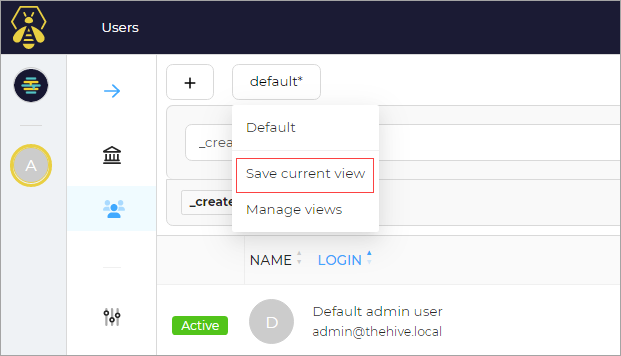 Users
+
default*
Default
_crea
Save current view
A
Manage views
_create
NAME
LOGIN
Active
D
Default admin user
admin@thehive.local